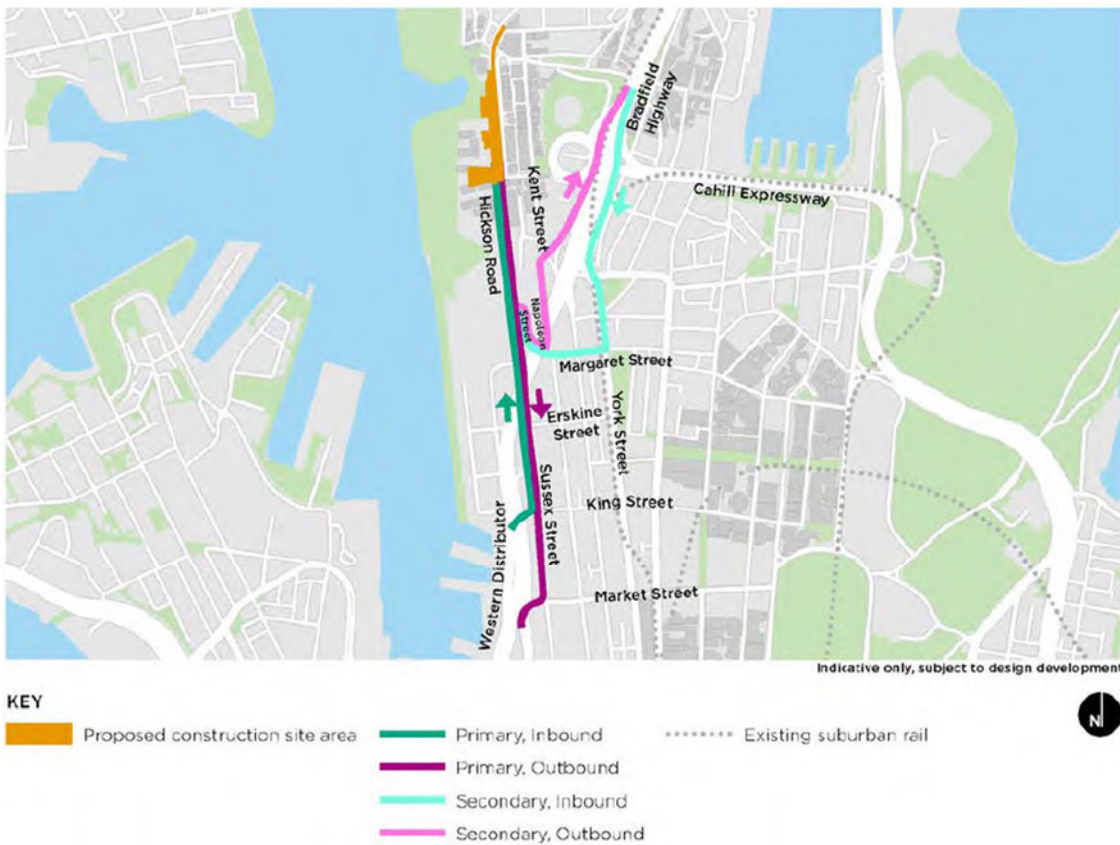 Bradfield
Highway
Kent Street
Cahill Expressway
Hickson Road
Napoleon
Street
Margaret Street
York Street
Erskine
Street
Sussex Street
King Street
Western Distributor
Market Street
Indicative only, subject to design development
KEY
N
Proposed construction site area
Primary, Inbound
Existing suburban rail
Primary, Outbound
Secondary, Inbound
Secondary, Outbound